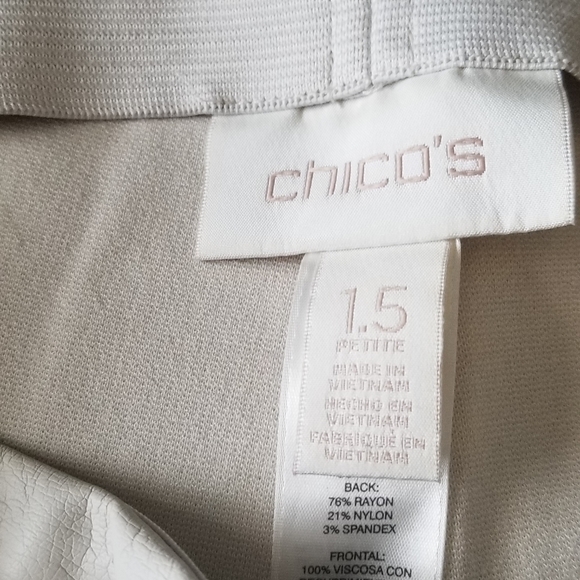 chico's
1.5
PETITE
MADE IN
VIETNAM
HECHO EN
VIETNAM
FABRIQUÉ EN
VIETNAM
BACK:
76% RAYON
21% NYLON
3% SPANDEX
FRONTAL:
100% VISCOSA CON